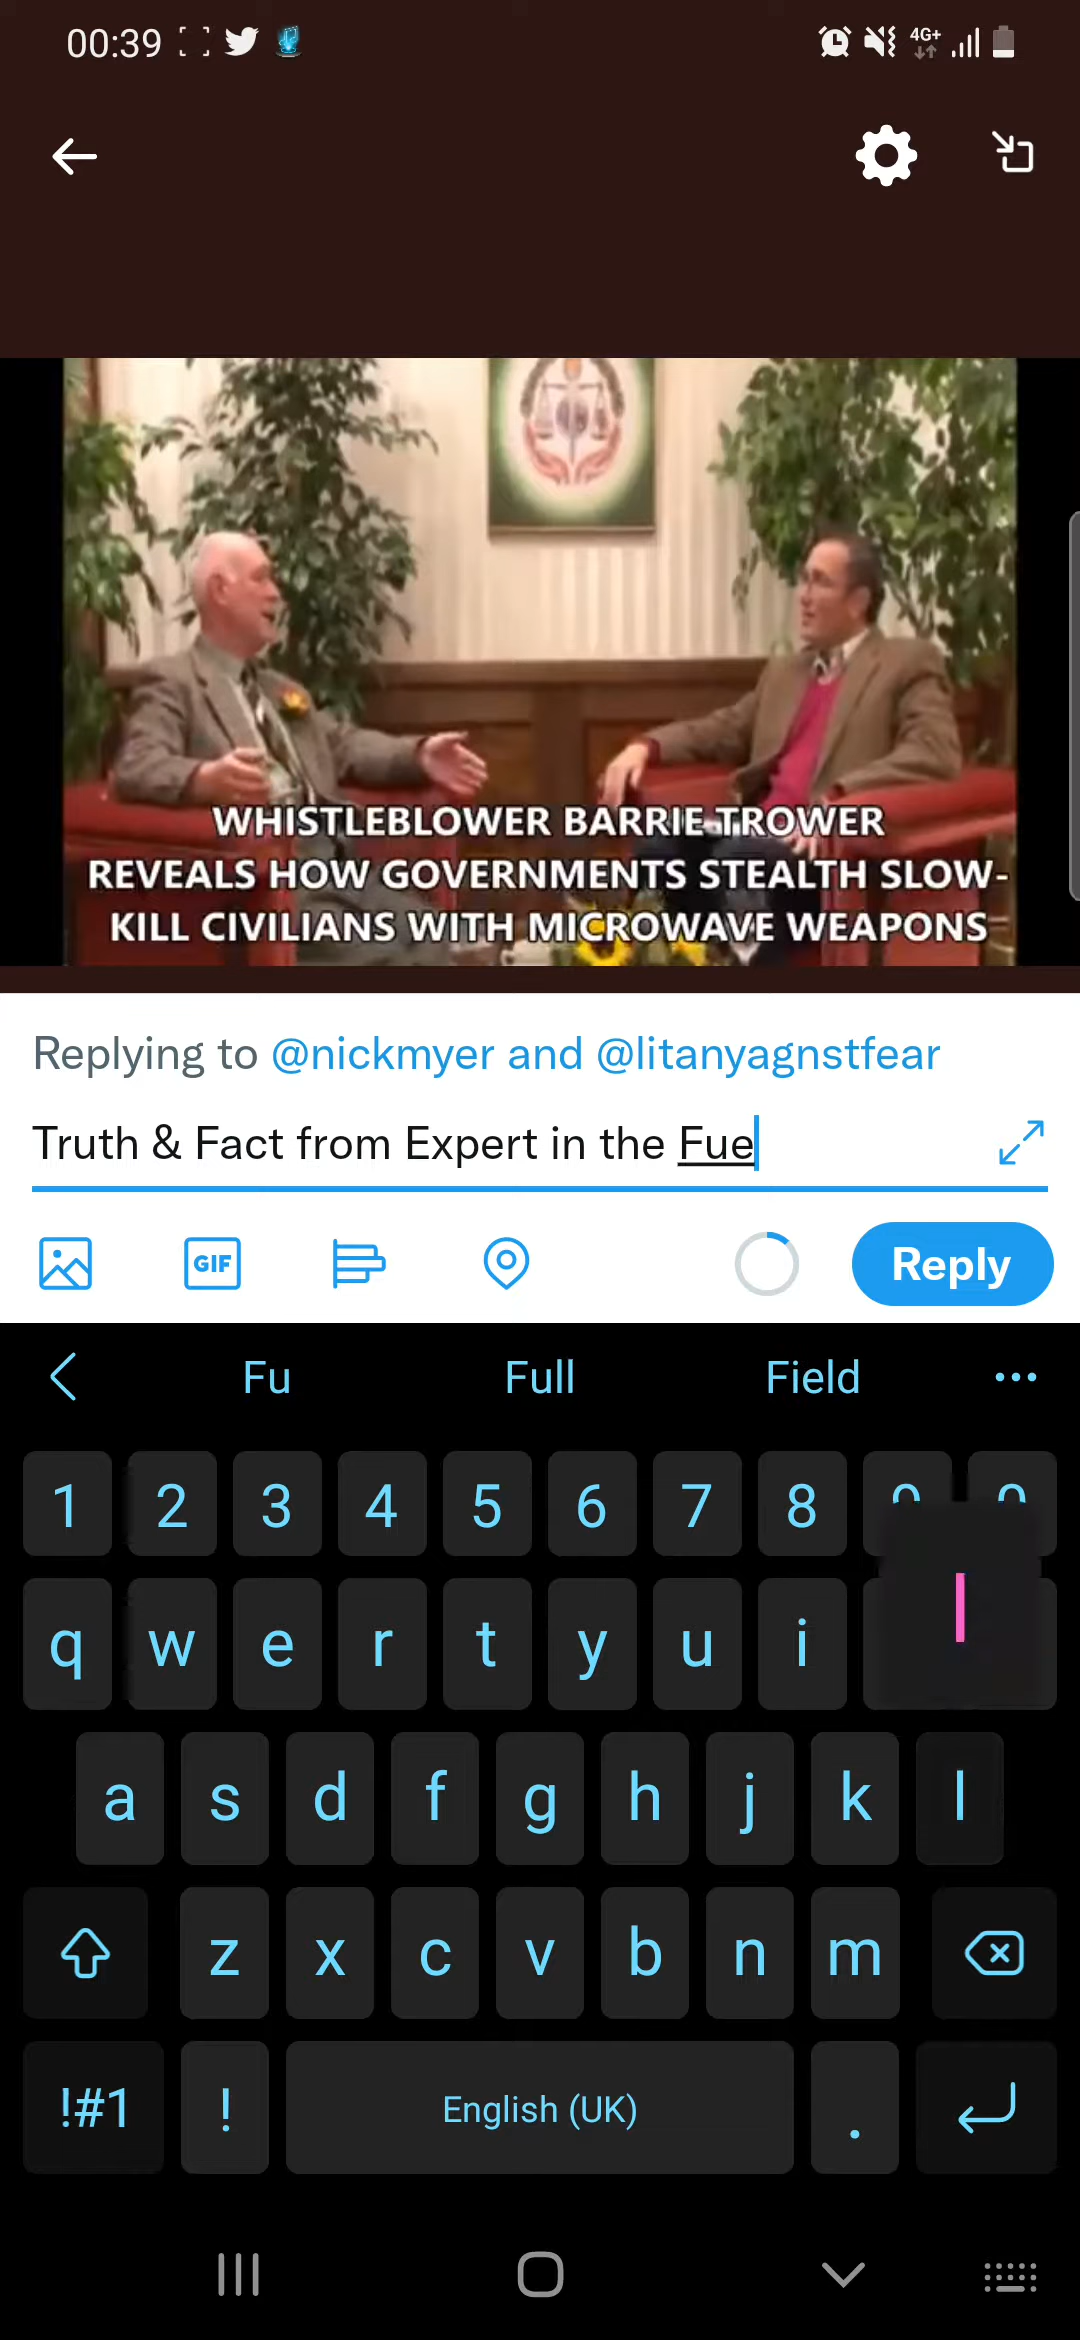 00:39
4G+
WHISTLEBLOWER BARRIE TROWER
REVEALS HOW GOVERNMENTS STEALTH SLOW-
KILL CIVILIANS WITH MICROWAVE WEAPONS
Replying to @nickmyer and @litanyagnstfear
Truth & Fact from Expert in the Fue
GIF
Reply
Fu Full Field
1 2 3 4 5 6 7 8
q w e r t y u i
l
a s d f g h j k l
z x c v b n m
!#1 ! English (UK) .